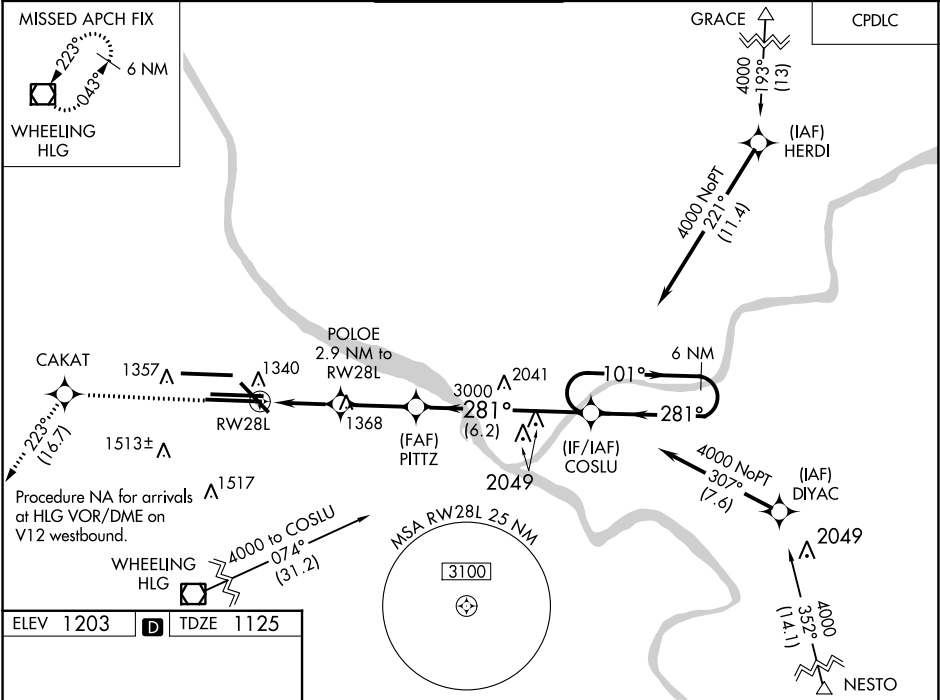 MISSED APCH FIX
223°
043°
6 NM
WHEELING
HLG
GRACE
CPDLC
4000
193°
(13)
(IAF)
HERDI
4000 NoPT
221°
(11.4)
CAKAT
1357
1340
POLOE
2.9 NM to
RW28L
6 NM
101°
3000
2041
281°
(6.2)
281°
RW28L
1368
(FAF)
PITTZ
(IF/IAF)
COSLU
223°
(16.7)
1513±
2049
4000 NoPT
307°
(7.6)
(IAF)
DIYAC
Procedure NA for arrivals
at HLG VOR/DME on
V12 westbound.
1517
MSA RW28L 25 NM
3100
2049
WHEELING
HLG
4000 to COSLU
074°
(31.2)
4000
352°
(14.1)
NESTO
ELEV 1203 D TDZE 1125